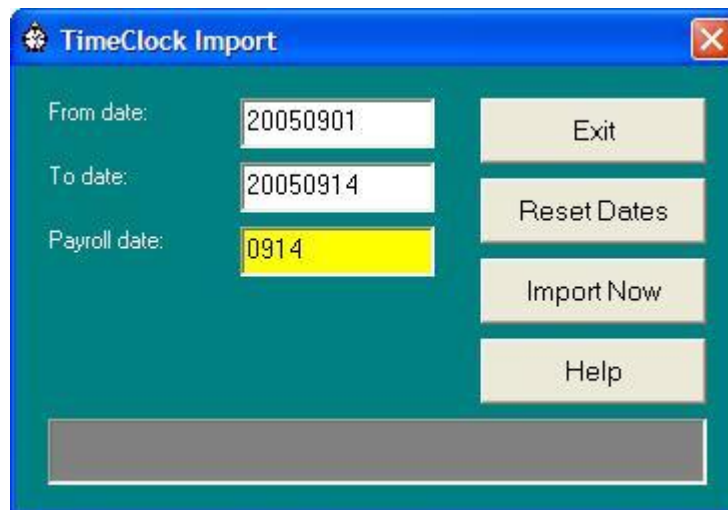 TimeClock Import
From date:
20050901
Exit
To date:
20050914
Reset Dates
Payroll date:
0914
Import Now
Help